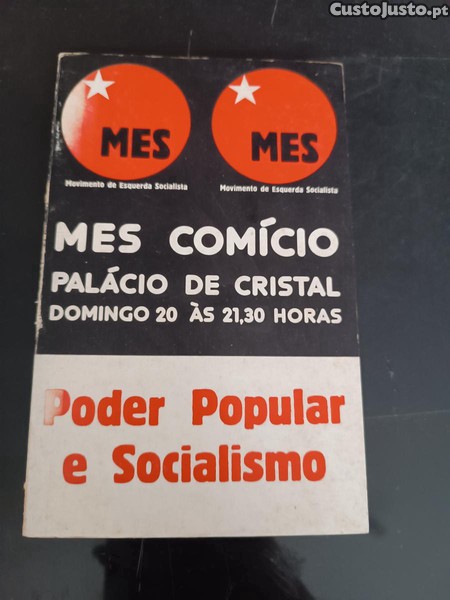 CustoJusto.pt
MES MES
Movimento de Esquerda Socialista Movimento de Esquerda Socialista
MES COMÍCIO
PALÁCIO DE CRISTAL
DOMINGO 20 ÀS 21,30 HORAS
Poder Popular
e Socialismo